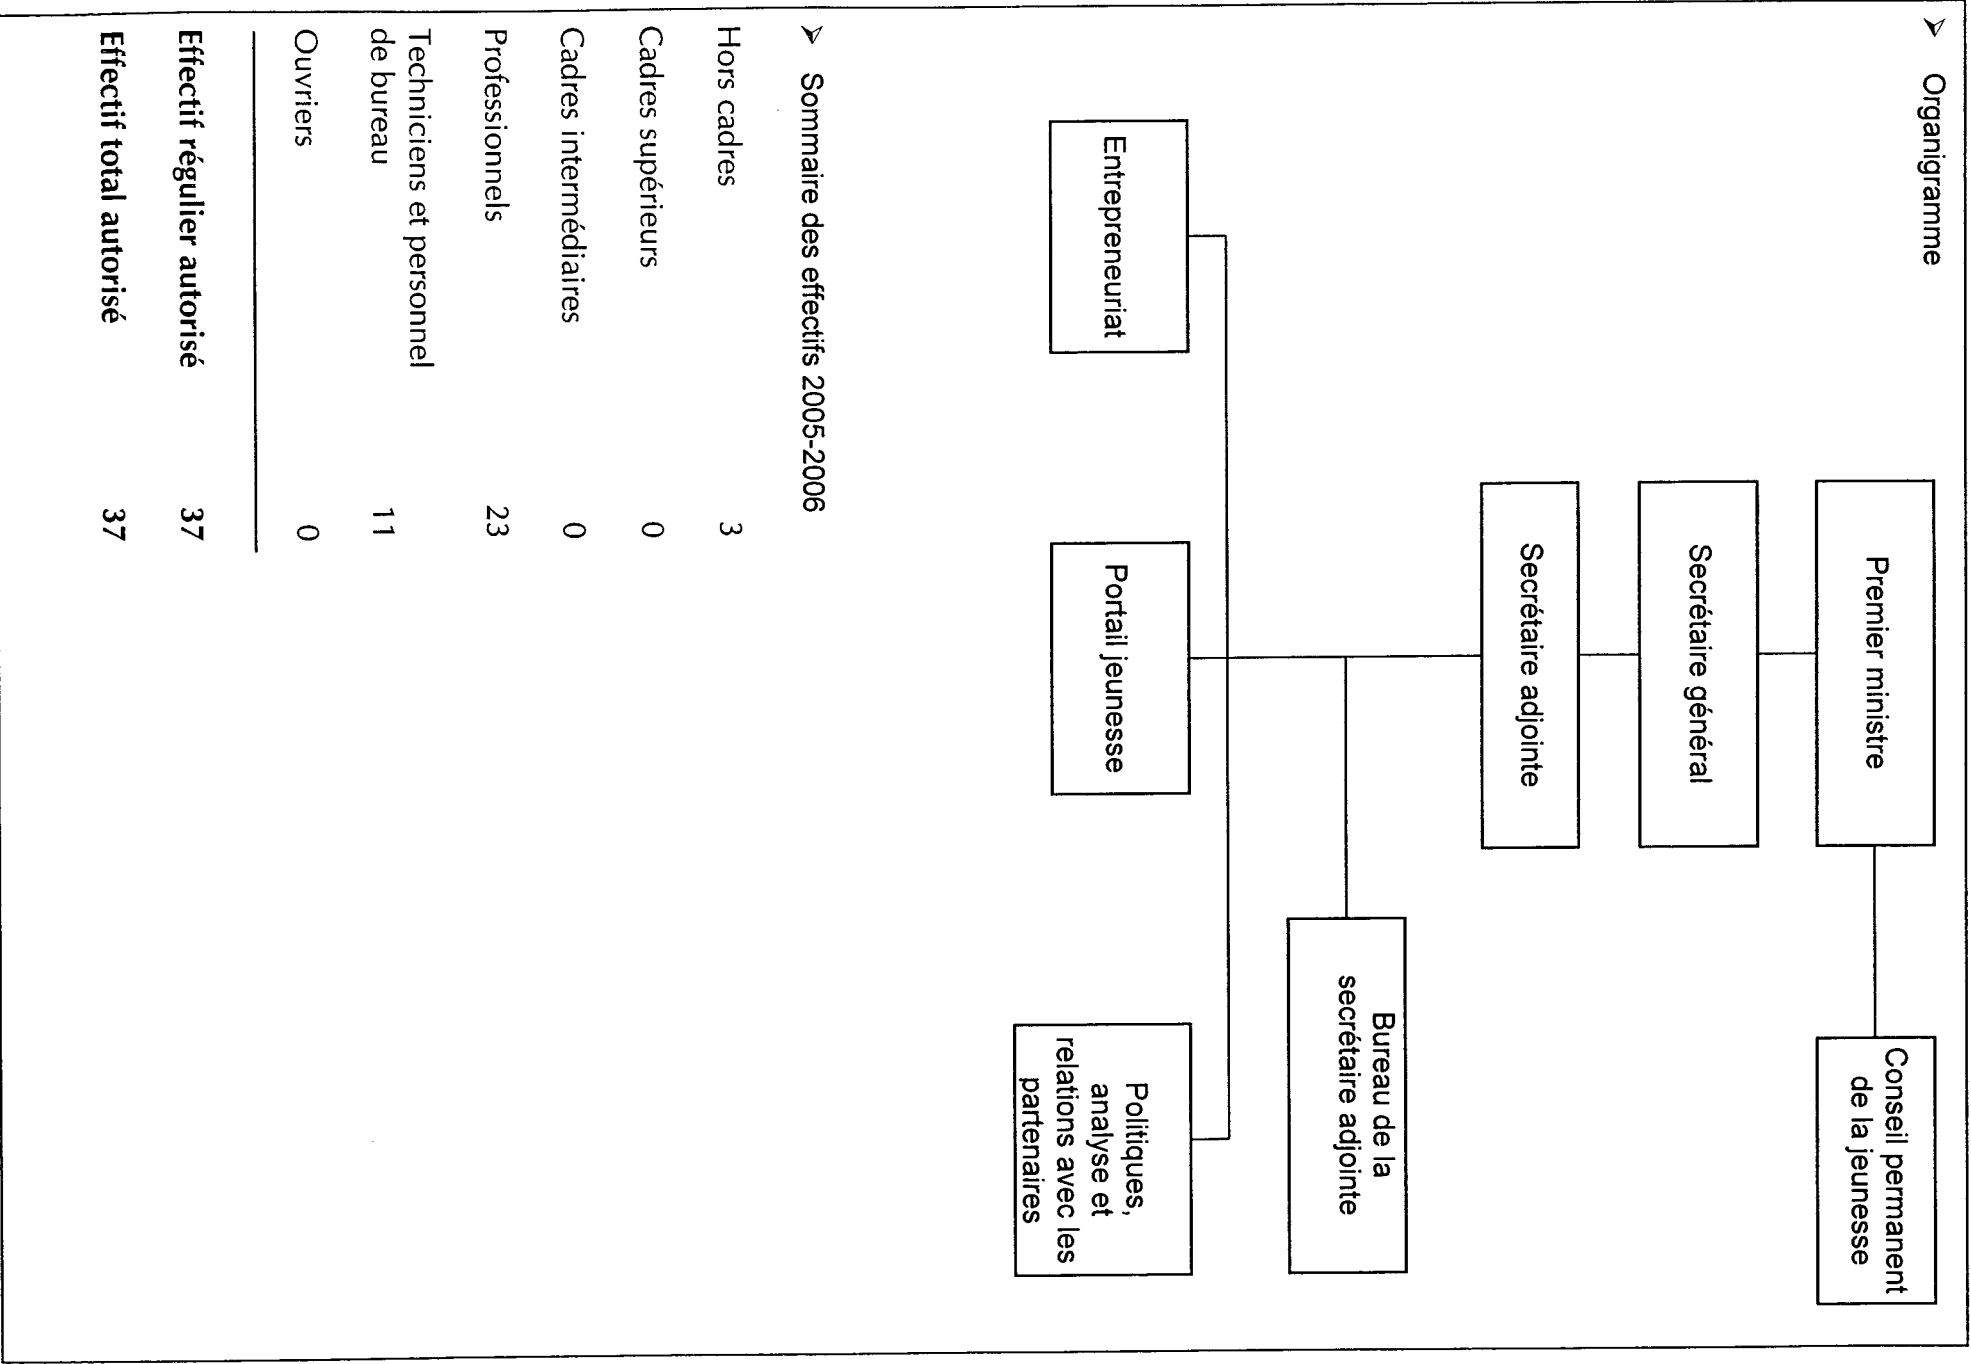 ➢ Organigramme
Premier ministre
Conseil permanent
de la jeunesse
Secrétaire général
Secrétaire adjointe
Bureau de la
secrétaire adjointe
Entrepreneuriat
Portail jeunesse
Politiques,
analyse et
relations avec les
partenaires
➢ Sommaire des effectifs 2005-2006
Hors cadres 3
Cadres supérieurs 0
Cadres intermédiaires 0
Professionnels 23
Techniciens et personnel
de bureau 11
Ouvriers 0
Effectif régulier autorisé 37
Effectif total autorisé 37